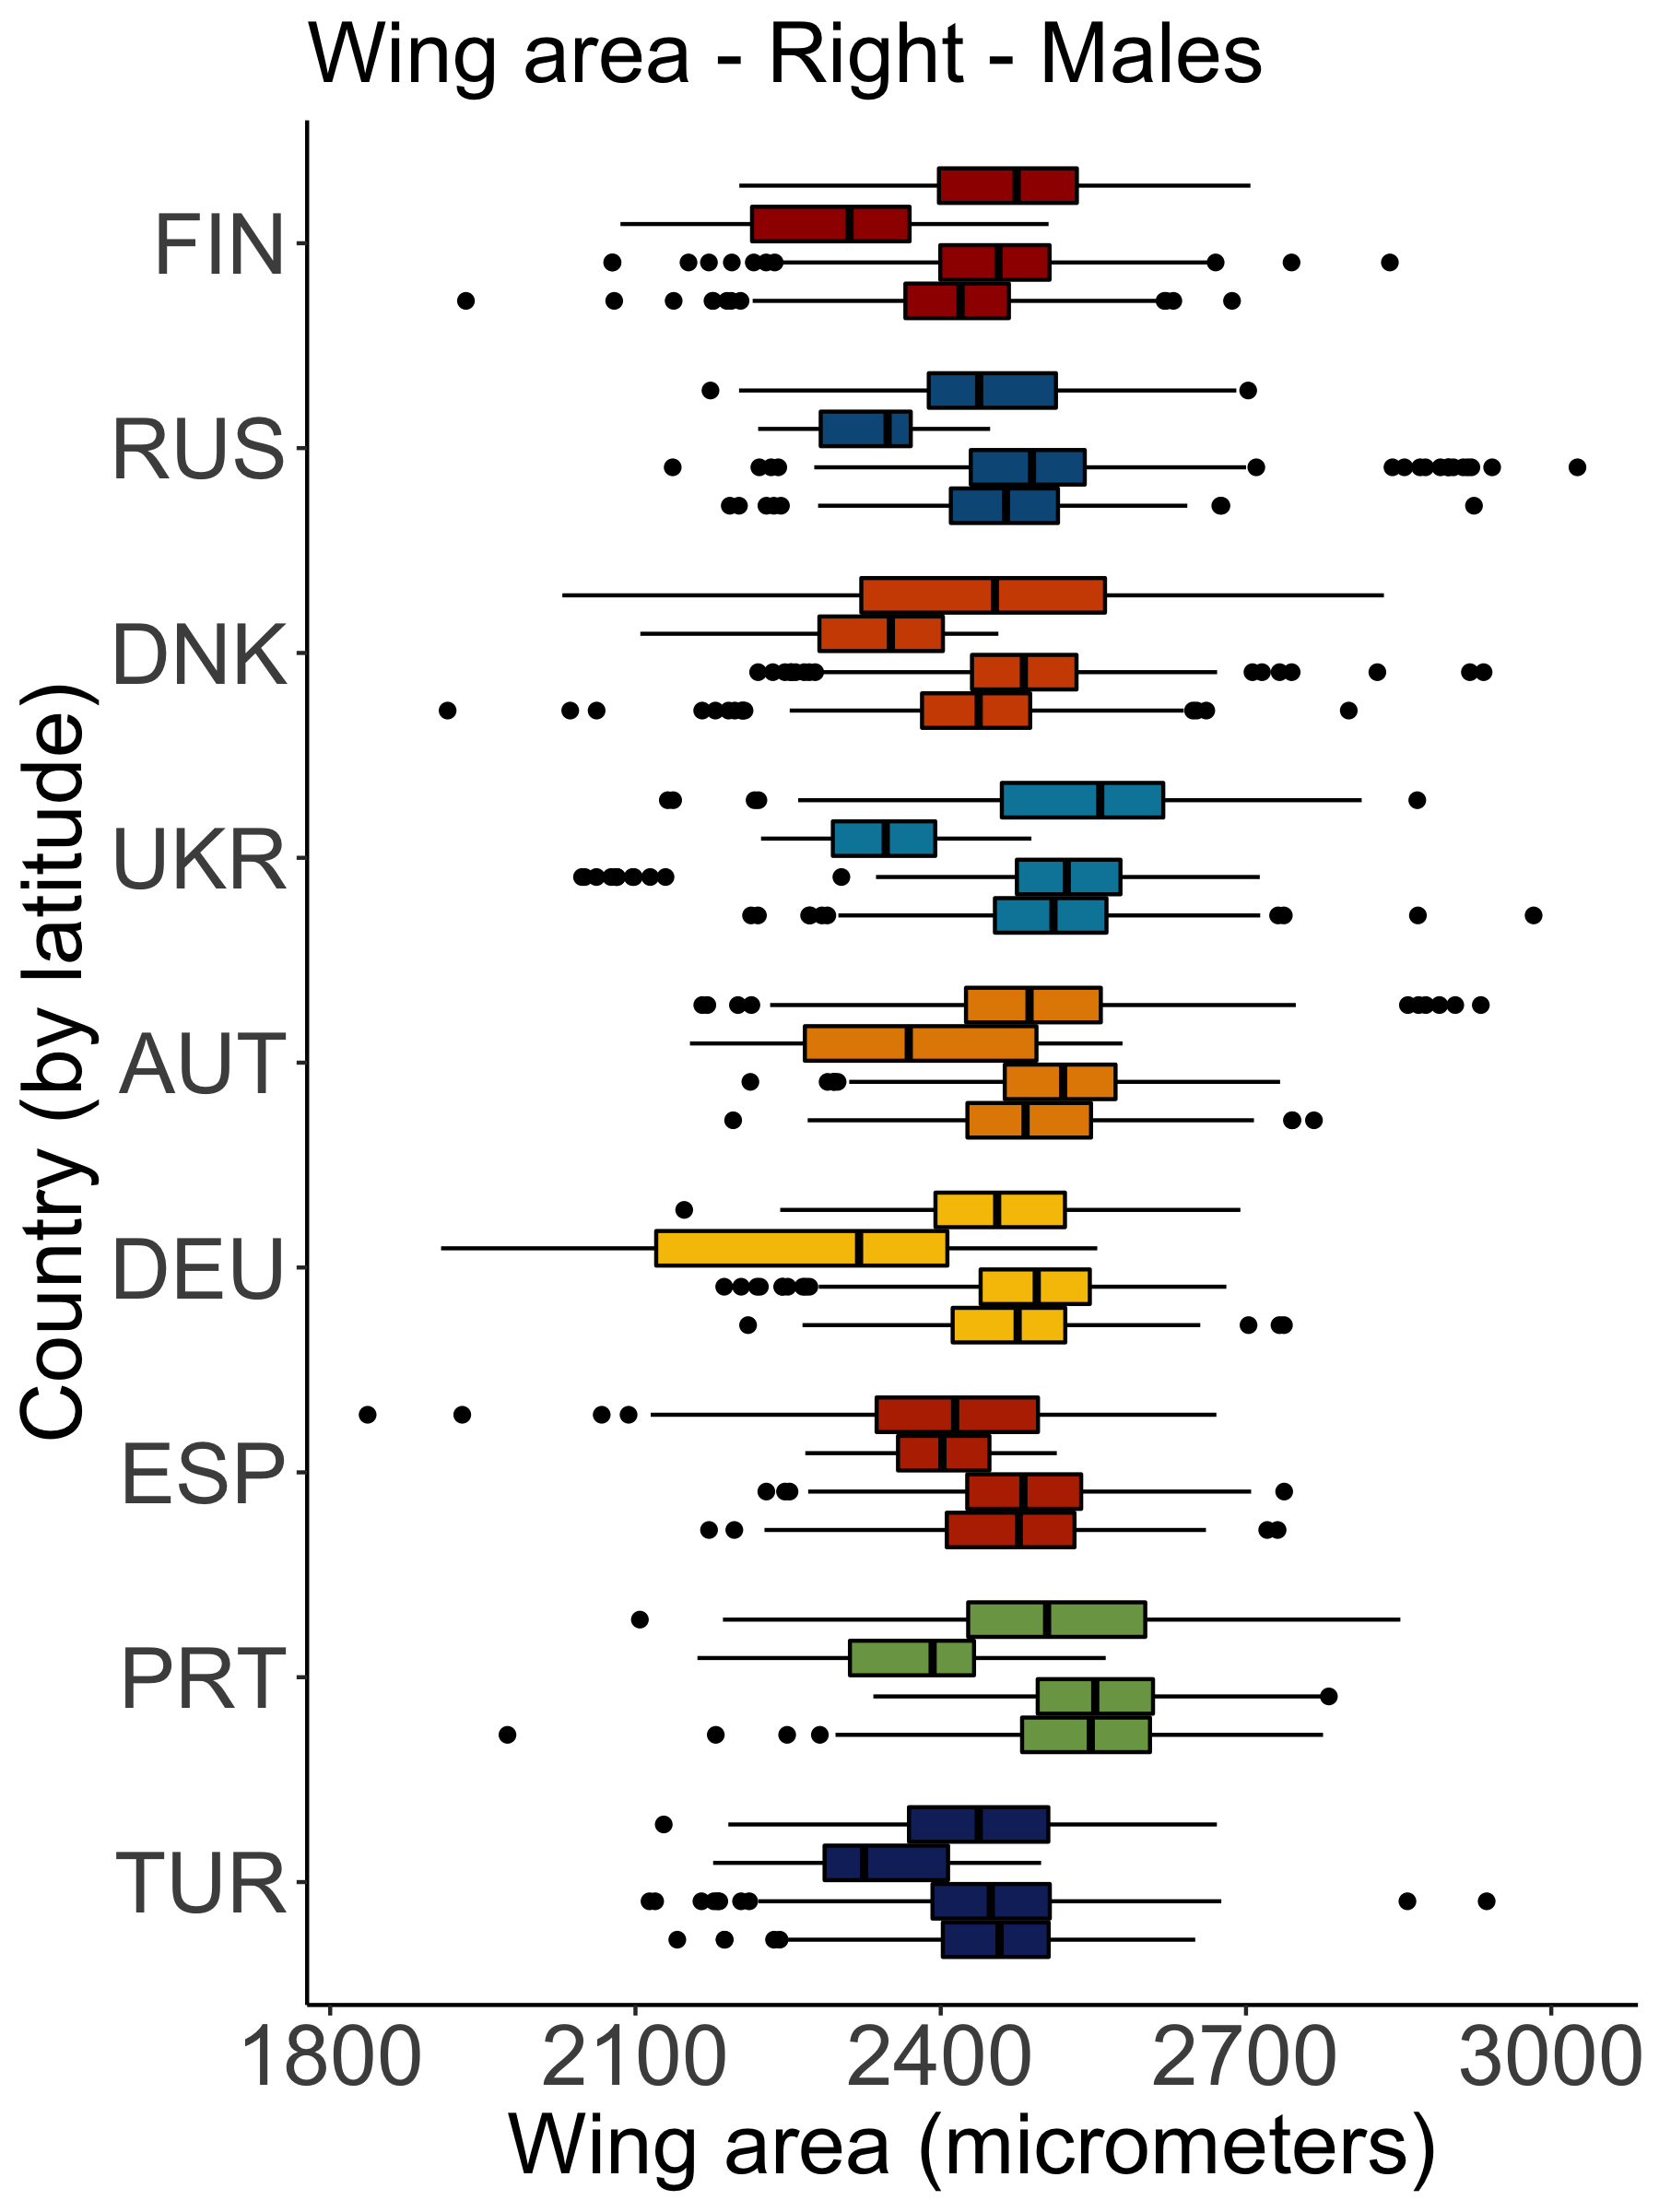 Wing area - Right - Males
Country (by latitude)
FIN
RUS
DNK
UKR
AUT
DEU
ESP
PRT
TUR
1800 2100 2400 2700 3000
Wing area (micrometers)